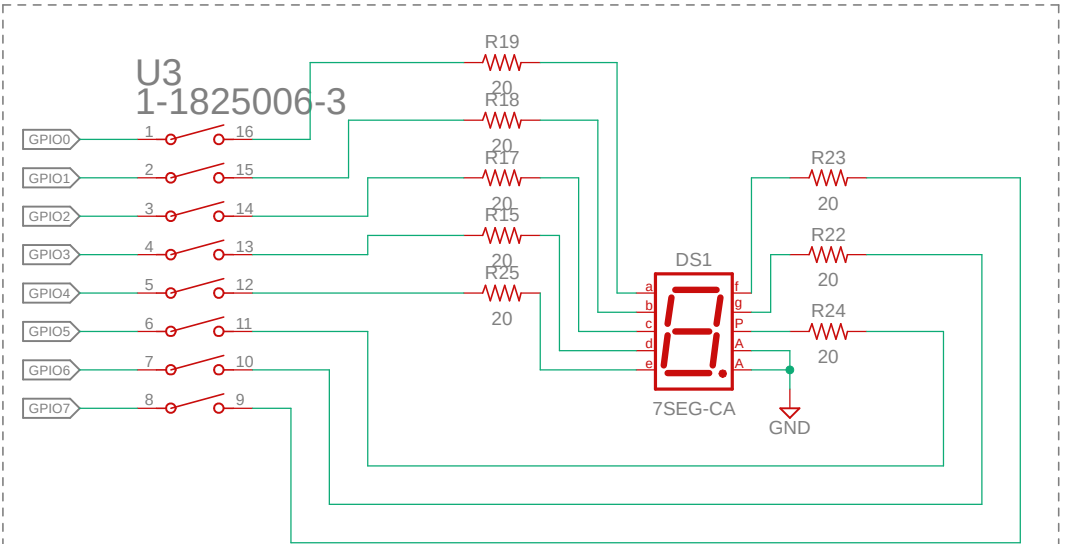 R19
20
U3
1-1825006-3
R18
20
GPIO0 1 16
GPIO1 2 15
R17
20
R23
20
GPIO2 3 14
R15
20
GPIO3 4 13
R22
20
R25
20
GPIO4 5 12
DS1
a f
b g
c P
d A
e A
7SEG-CA
R24
20
GND
GPIO5 6 11
GPIO6 7 10
GPIO7 8 9